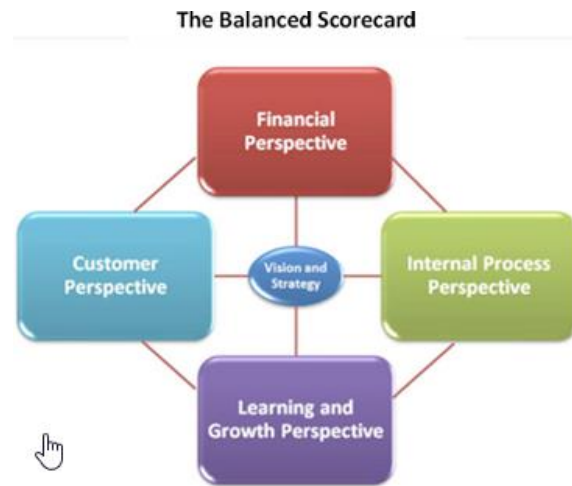 The Balanced Scorecard
Financial
Perspective
Customer
Perspective
Vision and
Strategy
Internal Process
Perspective
Learning and
Growth Perspective